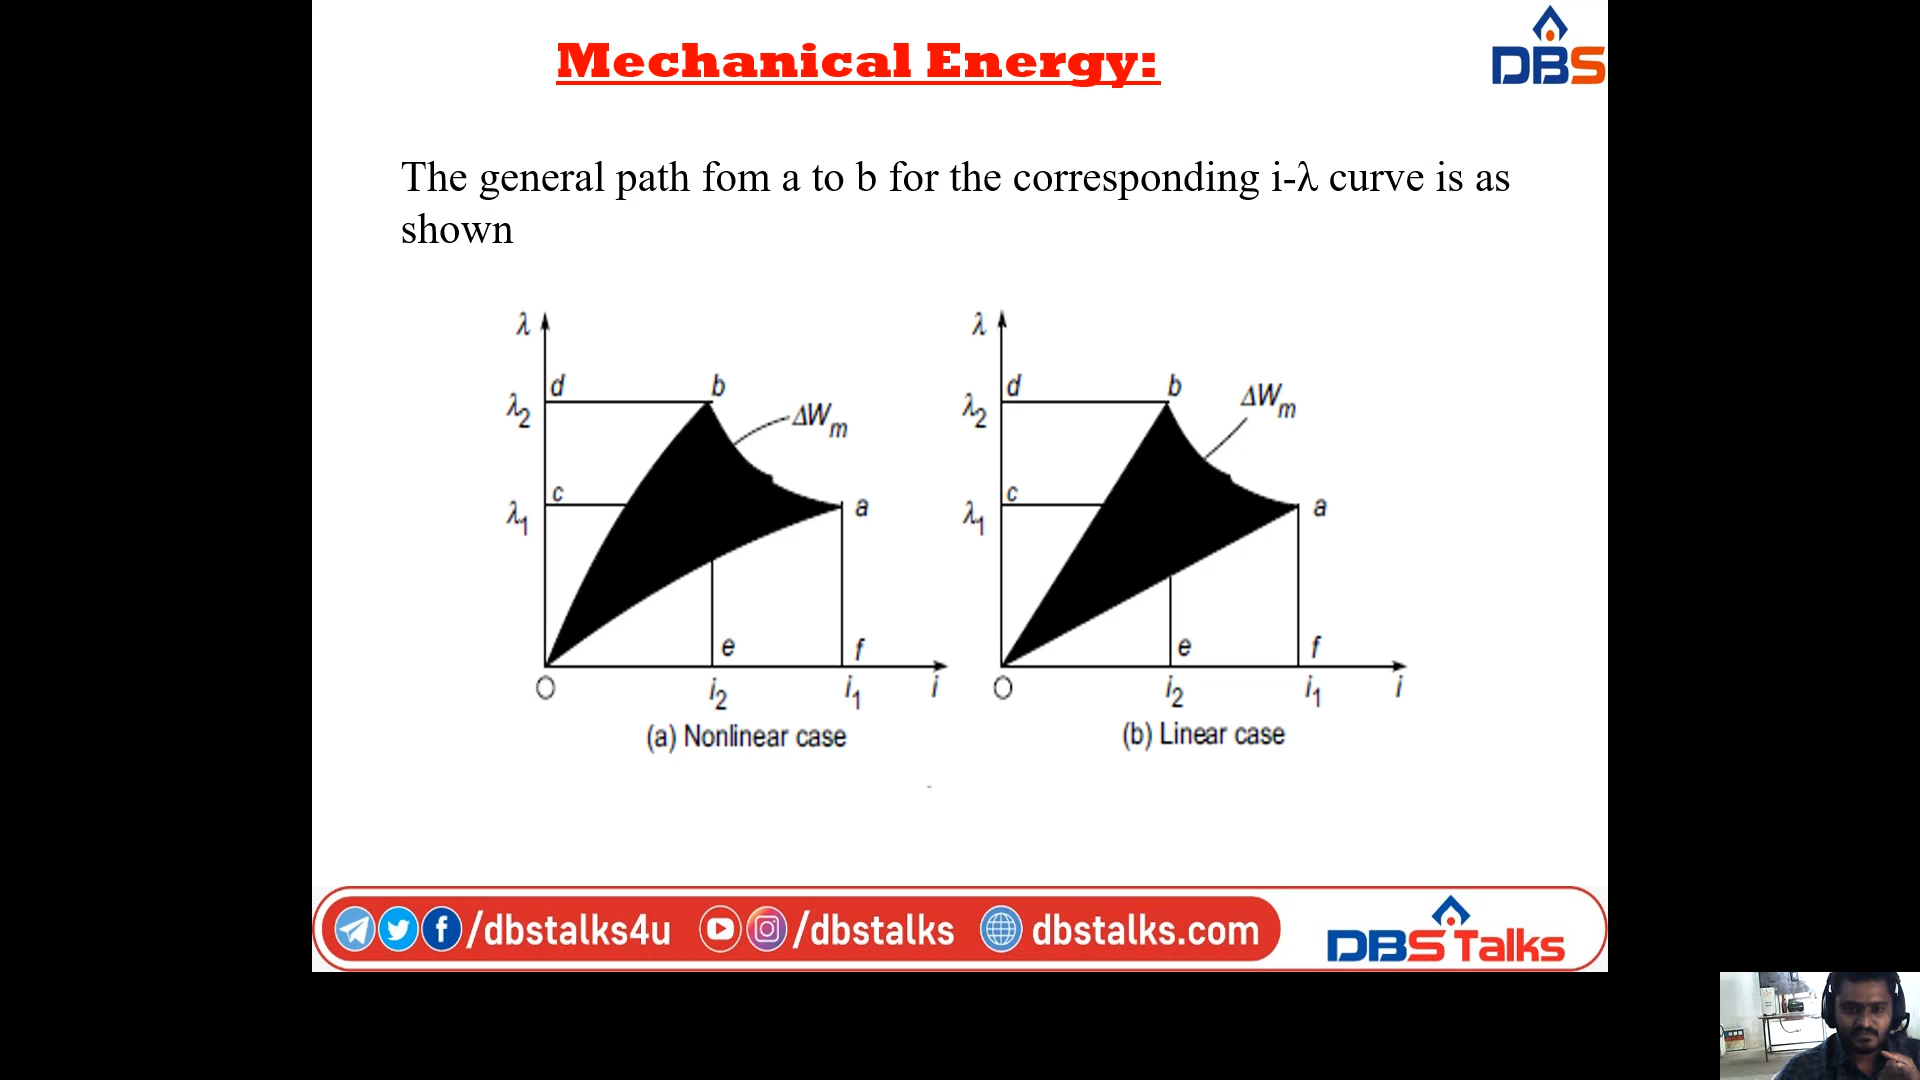 Mechanical Energy:
DBS
The general path fom a to b for the corresponding i-λ curve is as
shown
λ
d
b
λ2
ΔWm
c
λ1
a
e
f
O
i2
i1
i
(a) Nonlinear case
λ
d
b
λ2
ΔWm
c
λ1
a
e
f
O
i2
i1
i
(b) Linear case
/dbstalks4u
/dbstalks
dbstalks.com
DBS Talks